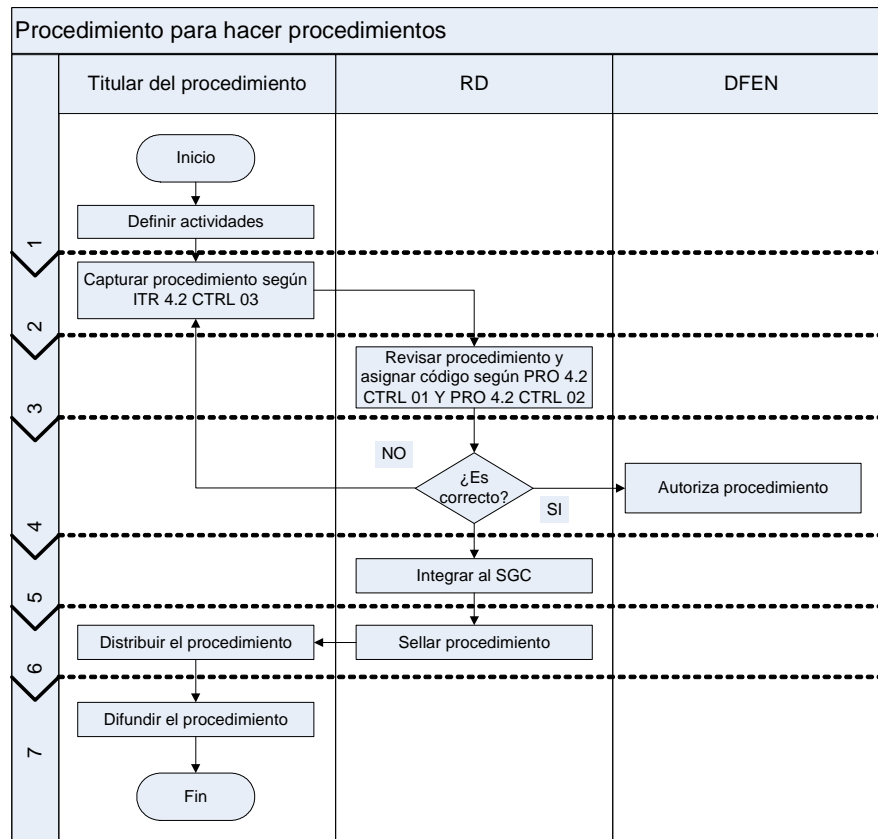 Procedimiento para hacer procedimientos
Titular del procedimiento
RD
DFEN
1
Inicio
Definir actividades
2
Capturar procedimiento según
ITR 4.2 CTRL 03
3
Revisar procedimiento y
asignar código según PRO 4.2
CTRL 01 Y PRO 4.2 CTRL 02
4
NO
¿Es
correcto?
SI
Autoriza procedimiento
5
Integrar al SGC
6
Distribuir el procedimiento
Sellar procedimiento
7
Difundir el procedimiento
Fin